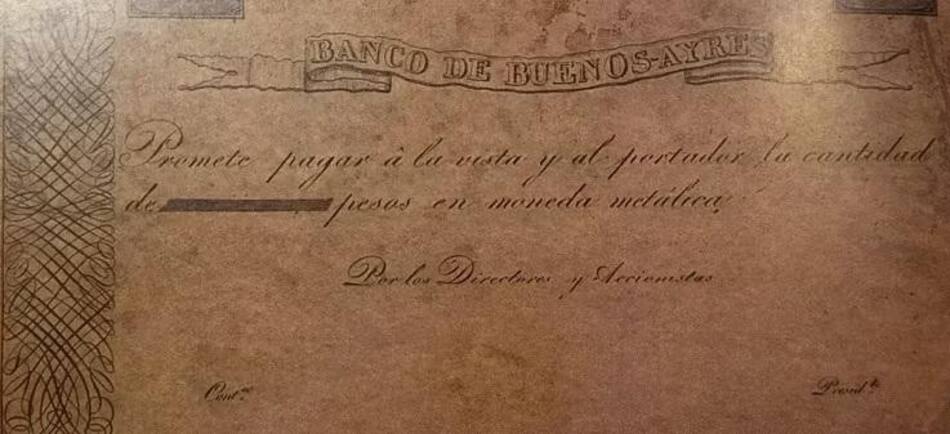 BANCO DE BUENOS-AYRES
Promete pagar â la vista y al portador la cantidad
de pesos en moneda metálica
Por los Directores y Accionistas
Cont.ᵒʳ Presid.ᵗᵉ